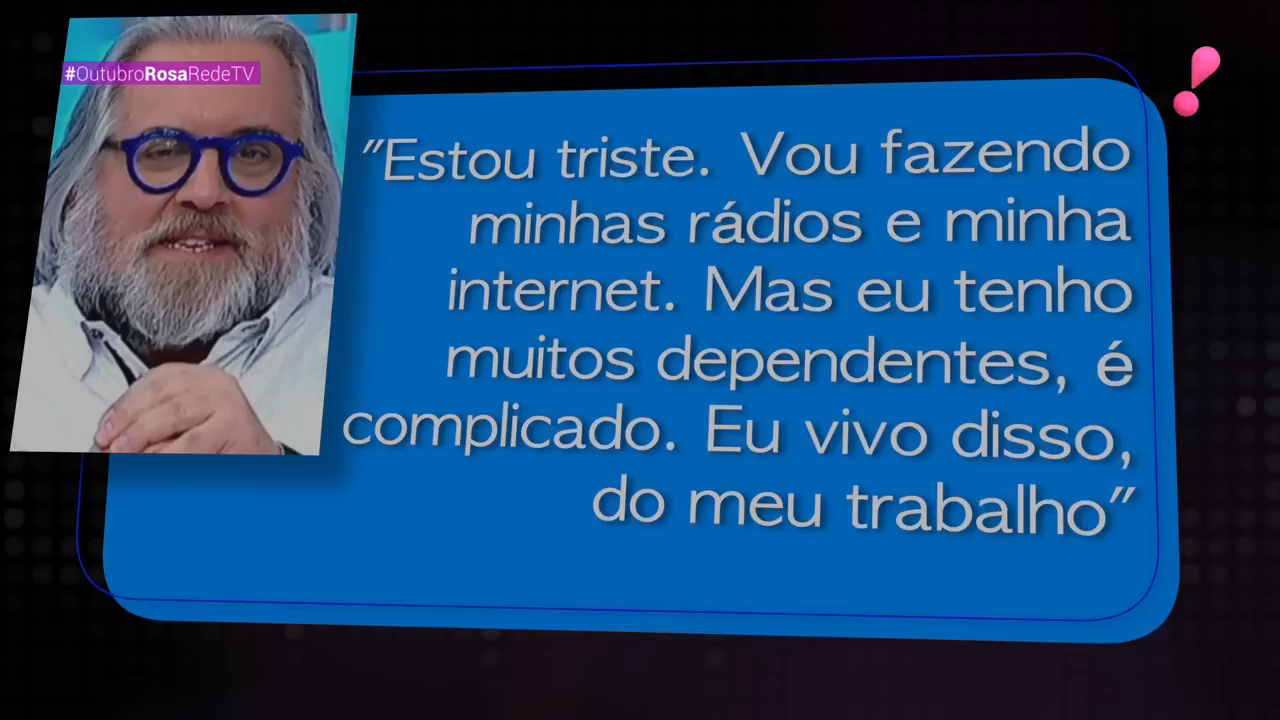 #OutubroRosaRedeTV
"Estou triste. Vou fazendo
minhas rádios e minha
internet. Mas eu tenho
muitos dependentes, é
complicado. Eu vivo disso,
do meu trabalho"